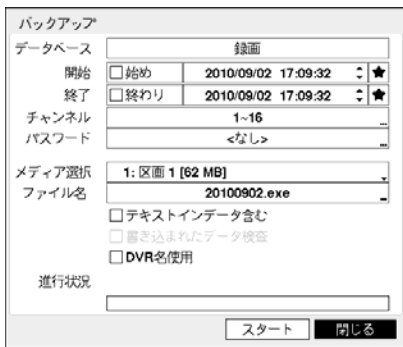 バックアップ
データベース 録画
開始 始め 2010/09/02 17:09:32
終了 終わり 2010/09/02 17:09:32
チャンネル 1~16 ...
パスワード <なし> ...
メディア選択 1: 区画 1 [62 MB]
ファイル名 20100902.exe
テキストインデータ含む
書き込まれたデータ検査
DVR名使用
進行状況
スタート 閉じる